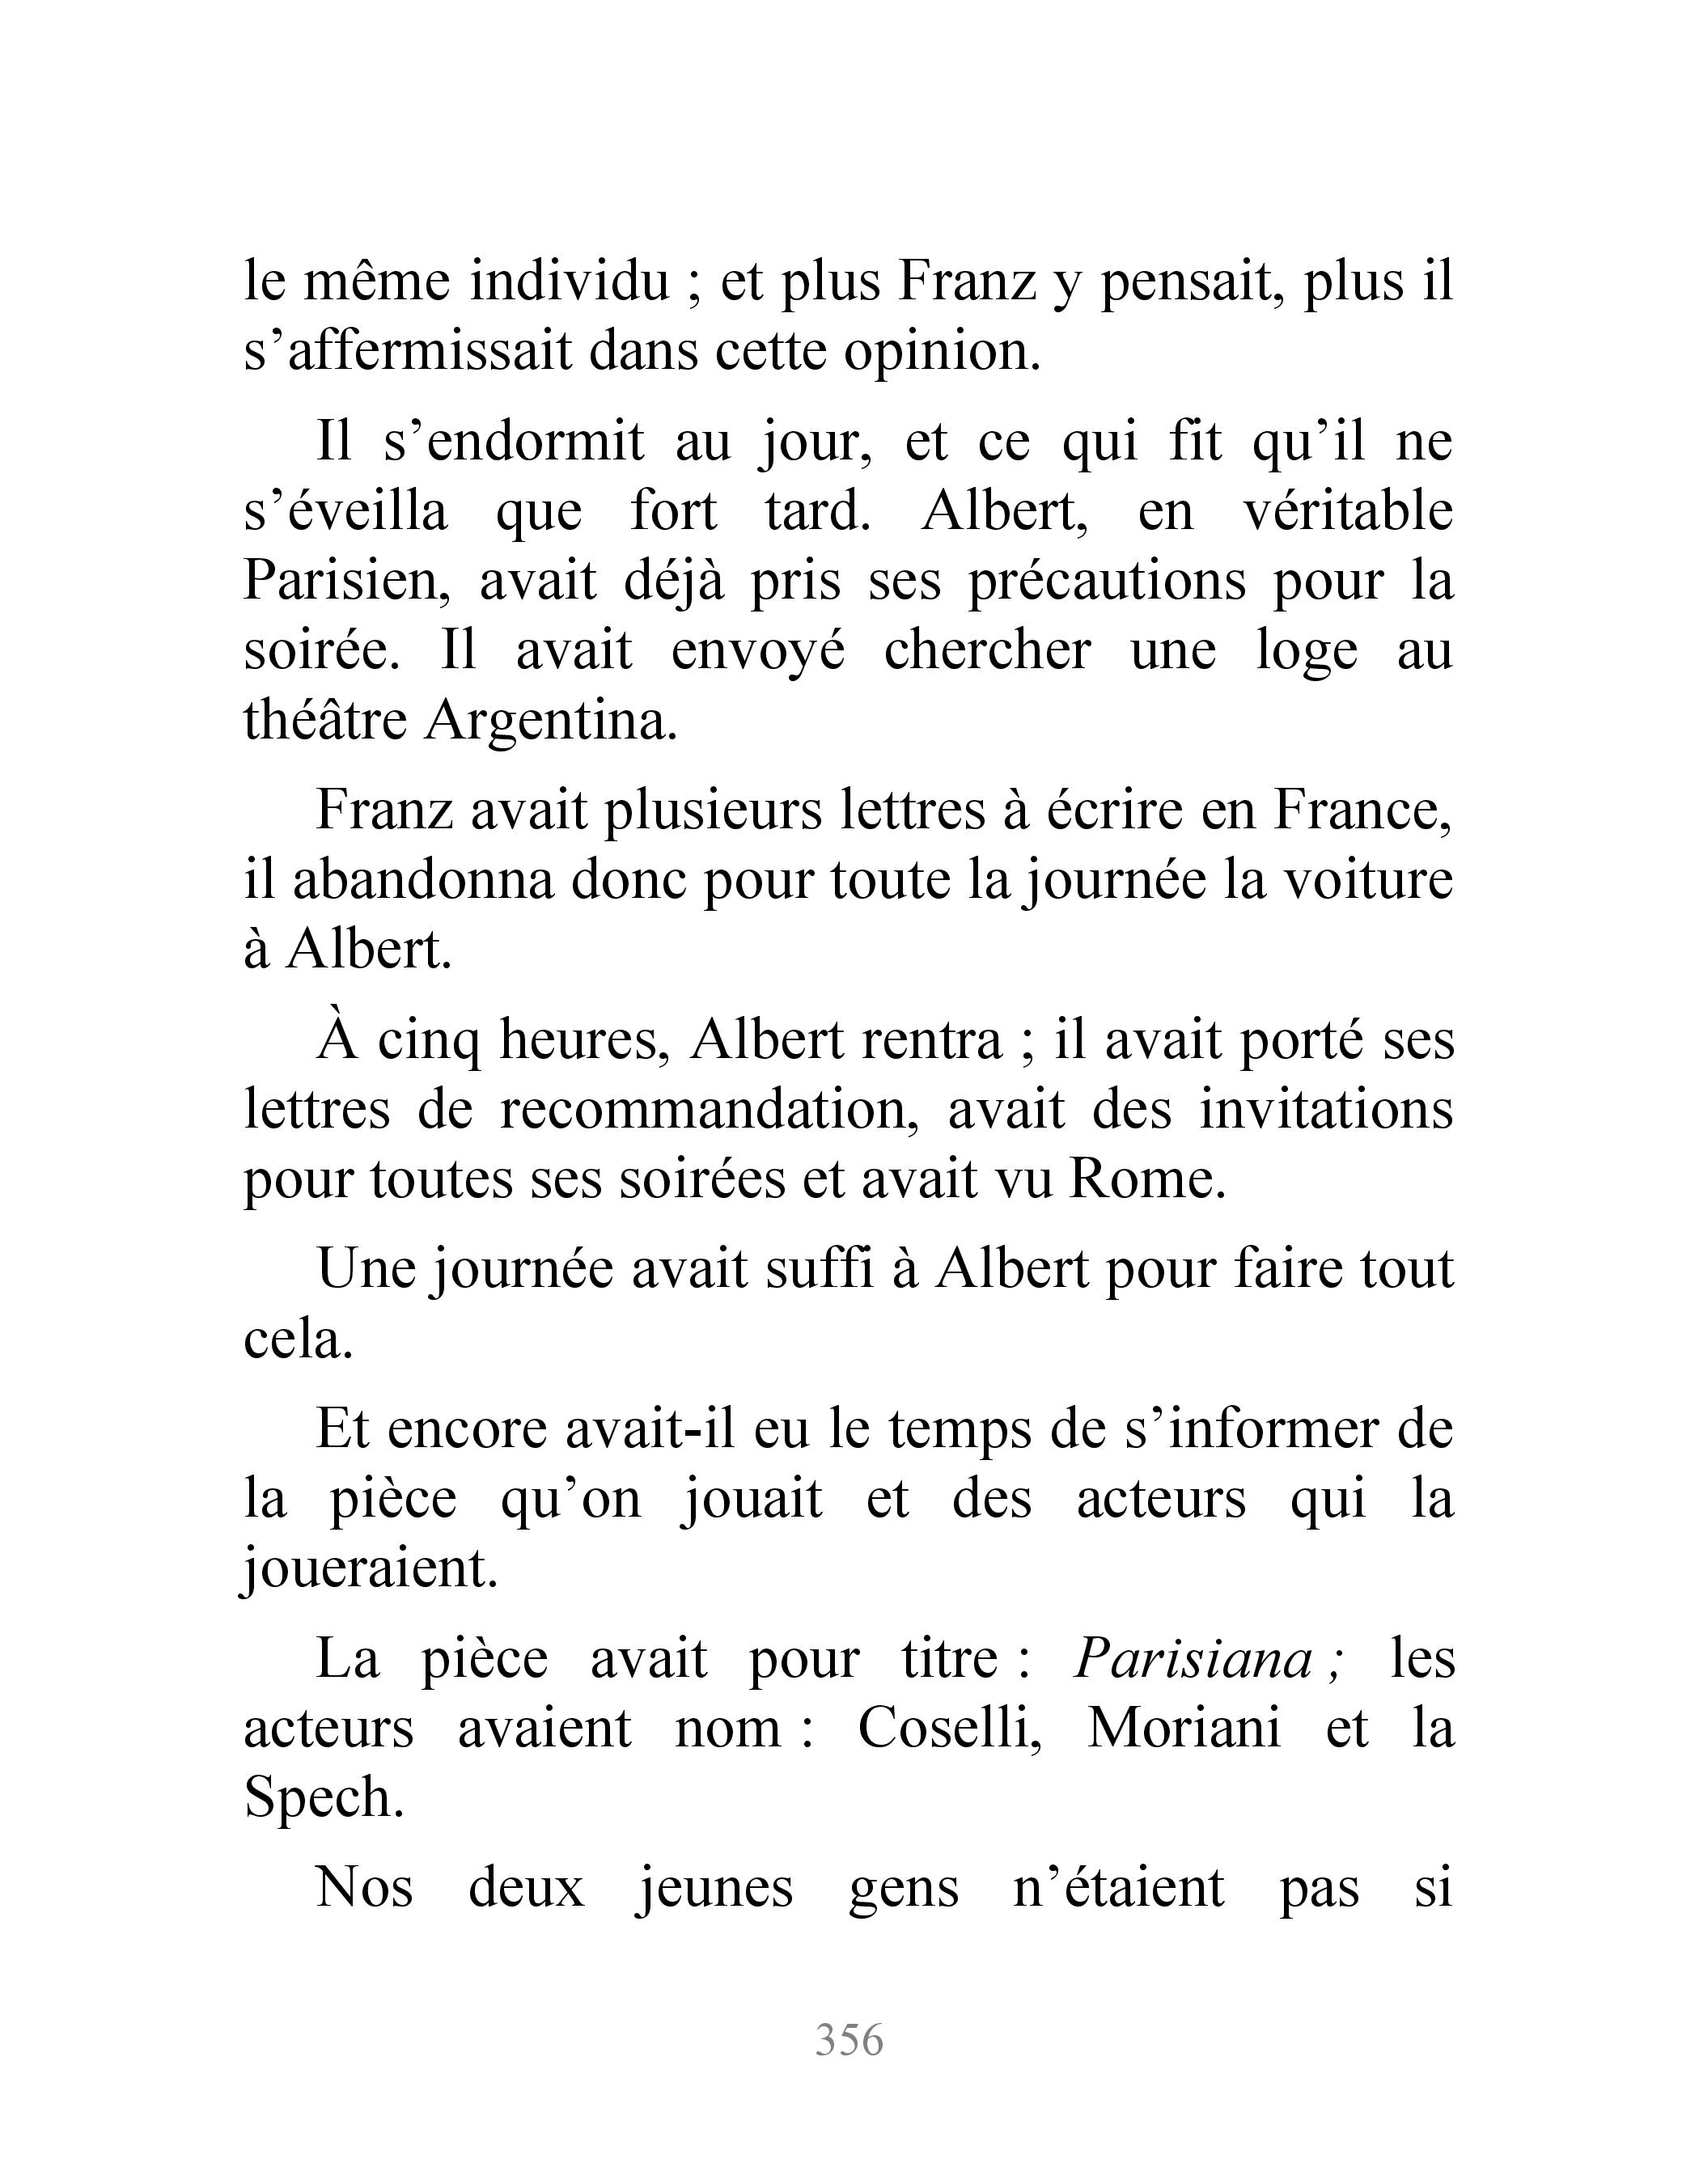 le même individu ; et plus Franz y pensait, plus il
s’affermissait dans cette opinion.
Il s’endormit au jour, et ce qui fit qu’il ne
s’éveilla que fort tard. Albert, en véritable
Parisien, avait déjà pris ses précautions pour la
soirée. Il avait envoyé chercher une loge au
théâtre Argentina.
Franz avait plusieurs lettres à écrire en France,
il abandonna donc pour toute la journée la voiture
à Albert.
À cinq heures, Albert rentra ; il avait porté ses
lettres de recommandation, avait des invitations
pour toutes ses soirées et avait vu Rome.
Une journée avait suffi à Albert pour faire tout
cela.
Et encore avait-il eu le temps de s’informer de
la pièce qu’on jouait et des acteurs qui la
joueraient.
La pièce avait pour titre : Parisiana ; les
acteurs avaient nom : Coselli, Moriani et la
Spech.
Nos deux jeunes gens n’étaient pas si
356